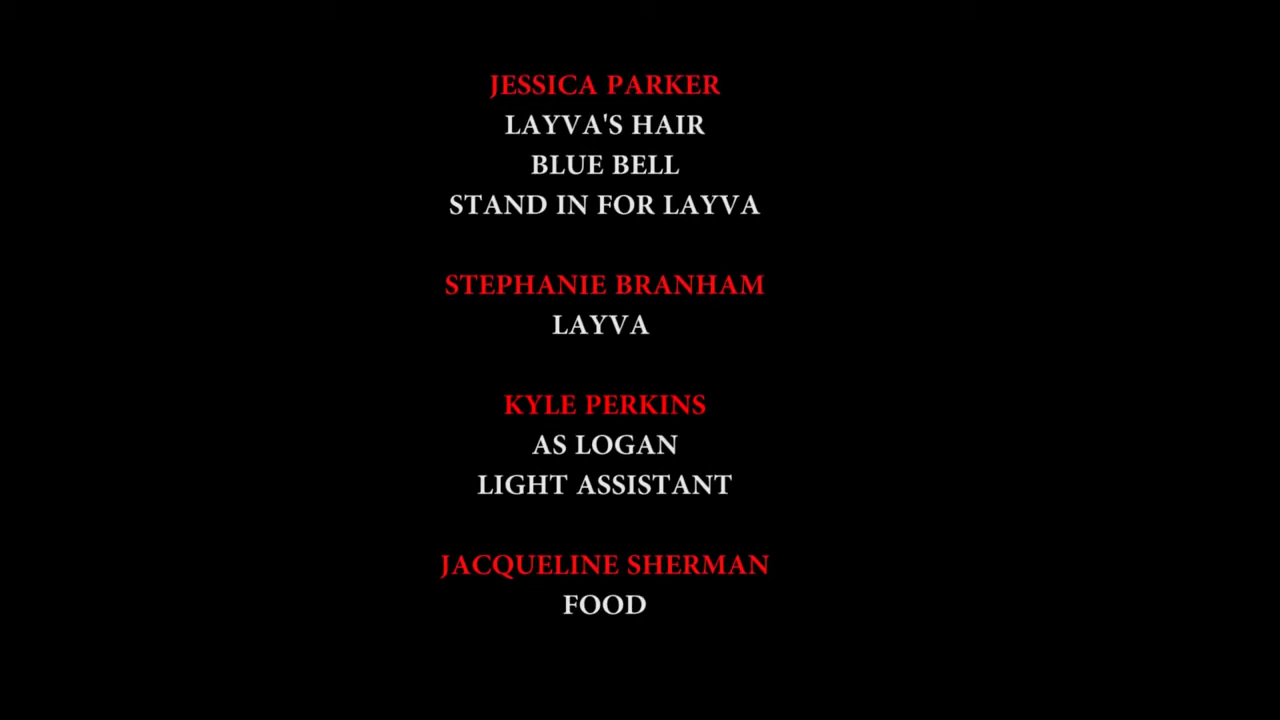 JESSICA PARKER
LAYVA'S HAIR
BLUE BELL
STAND IN FOR LAYVA
STEPHANIE BRANHAM
LAYVA
KYLE PERKINS
AS LOGAN
LIGHT ASSISTANT
JACQUELINE SHERMAN
FOOD